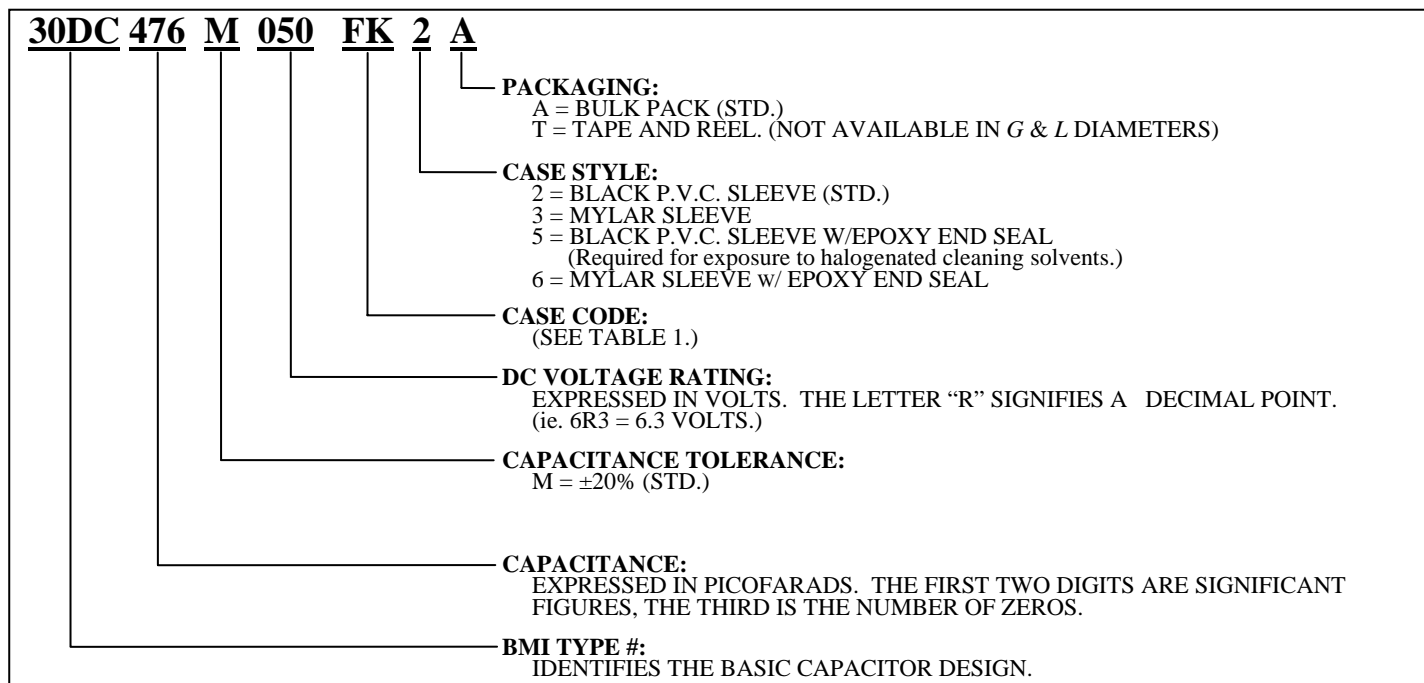 30DC 476 M 050 FK 2 A
PACKAGING:
A = BULK PACK (STD.)
T = TAPE AND REEL. (NOT AVAILABLE IN G & L DIAMETERS)
CASE STYLE:
2 = BLACK P.V.C. SLEEVE (STD.)
3 = MYLAR SLEEVE
5 = BLACK P.V.C. SLEEVE W/EPOXY END SEAL
(Required for exposure to halogenated cleaning solvents.)
6 = MYLAR SLEEVE w/ EPOXY END SEAL
CASE CODE:
(SEE TABLE 1.)
DC VOLTAGE RATING:
EXPRESSED IN VOLTS. THE LETTER “R” SIGNIFIES A DECIMAL POINT.
(ie. 6R3 = 6.3 VOLTS.)
CAPACITANCE TOLERANCE:
M = ±20% (STD.)
CAPACITANCE:
EXPRESSED IN PICOFARADS. THE FIRST TWO DIGITS ARE SIGNIFICANT
FIGURES, THE THIRD IS THE NUMBER OF ZEROS.
BMI TYPE #:
IDENTIFIES THE BASIC CAPACITOR DESIGN.